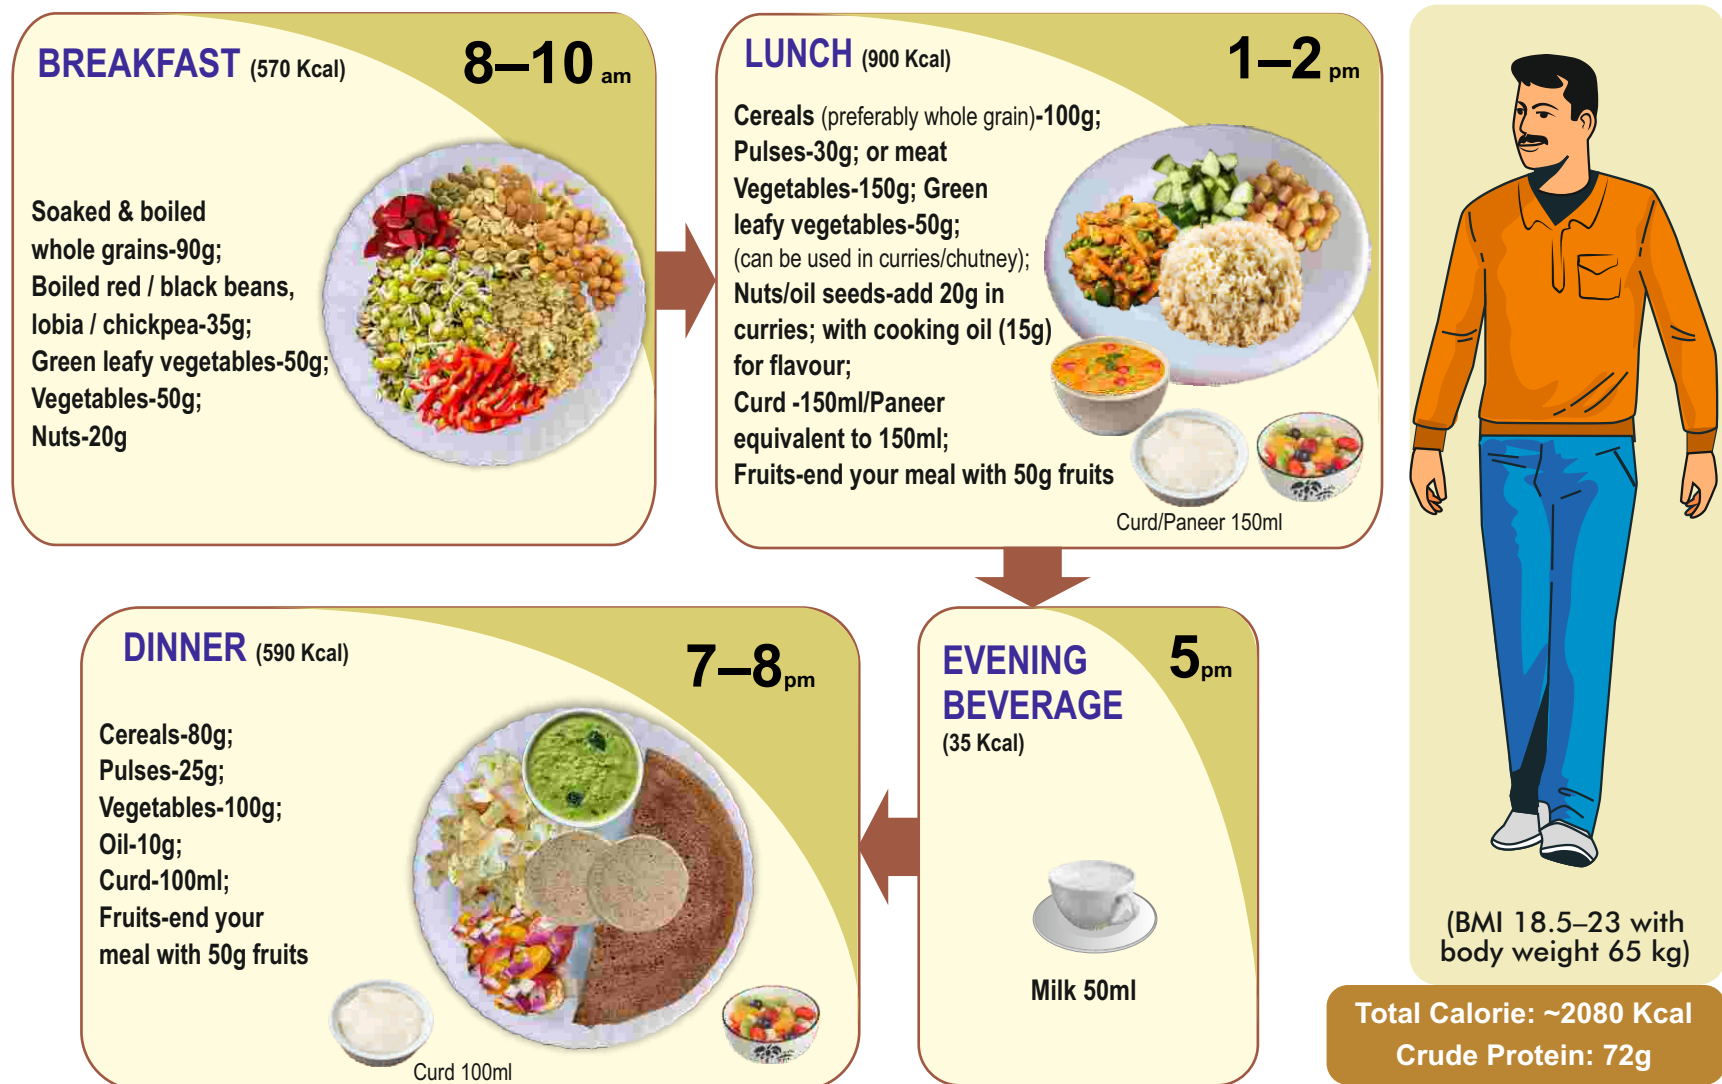 BREAKFAST (570 Kcal)
8–10 am
Soaked & boiled
whole grains-90g;
Boiled red / black beans,
lobia / chickpea-35g;
Green leafy vegetables-50g;
Vegetables-50g;
Nuts-20g
LUNCH (900 Kcal)
1–2 pm
Cereals (preferably whole grain)-100g;
Pulses-30g; or meat
Vegetables-150g; Green
leafy vegetables-50g;
(can be used in curries/chutney);
Nuts/oil seeds-add 20g in
curries; with cooking oil (15g)
for flavour;
Curd -150ml/Paneer
equivalent to 150ml;
Fruits-end your meal with 50g fruits
Curd/Paneer 150ml
EVENING
BEVERAGE
(35 Kcal)
5pm
Milk 50ml
DINNER (590 Kcal)
7–8pm
Cereals-80g;
Pulses-25g;
Vegetables-100g;
Oil-10g;
Curd-100ml;
Fruits-end your
meal with 50g fruits
Curd 100ml
(BMI 18.5–23 with
body weight 65 kg)
Total Calorie: ~2080 Kcal
Crude Protein: 72g